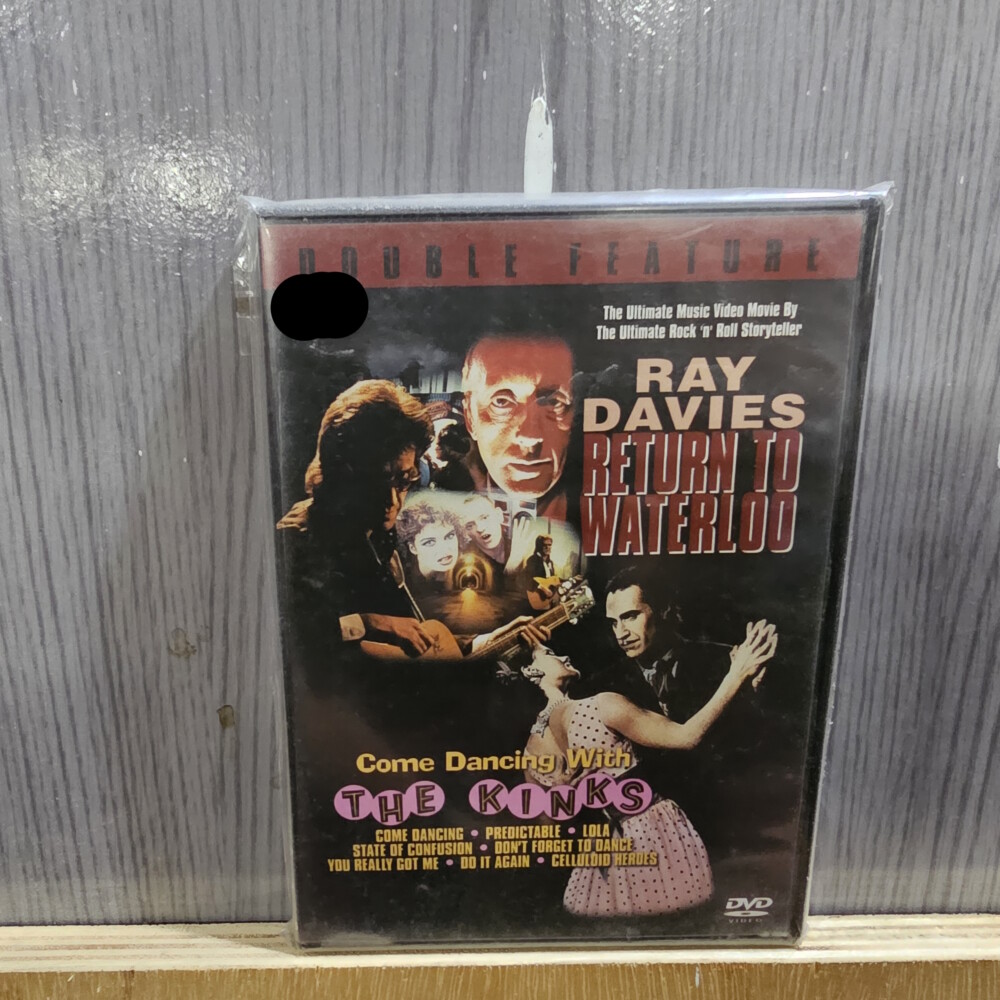 DOUBLE FEATURE
The Ultimate Music Video Movie By
The Ultimate Rock 'n' Roll Storyteller
RAY
DAVIES
RETURN TO
WATERLOO
Come Dancing With
THE KINKS
COME DANCING • PREDICTABLE • LOLA
STATE OF CONFUSION • DON'T FORGET TO DANCE
YOU REALLY GOT ME • DO IT AGAIN • CELLULOID HEROES
DVD
VIDEO